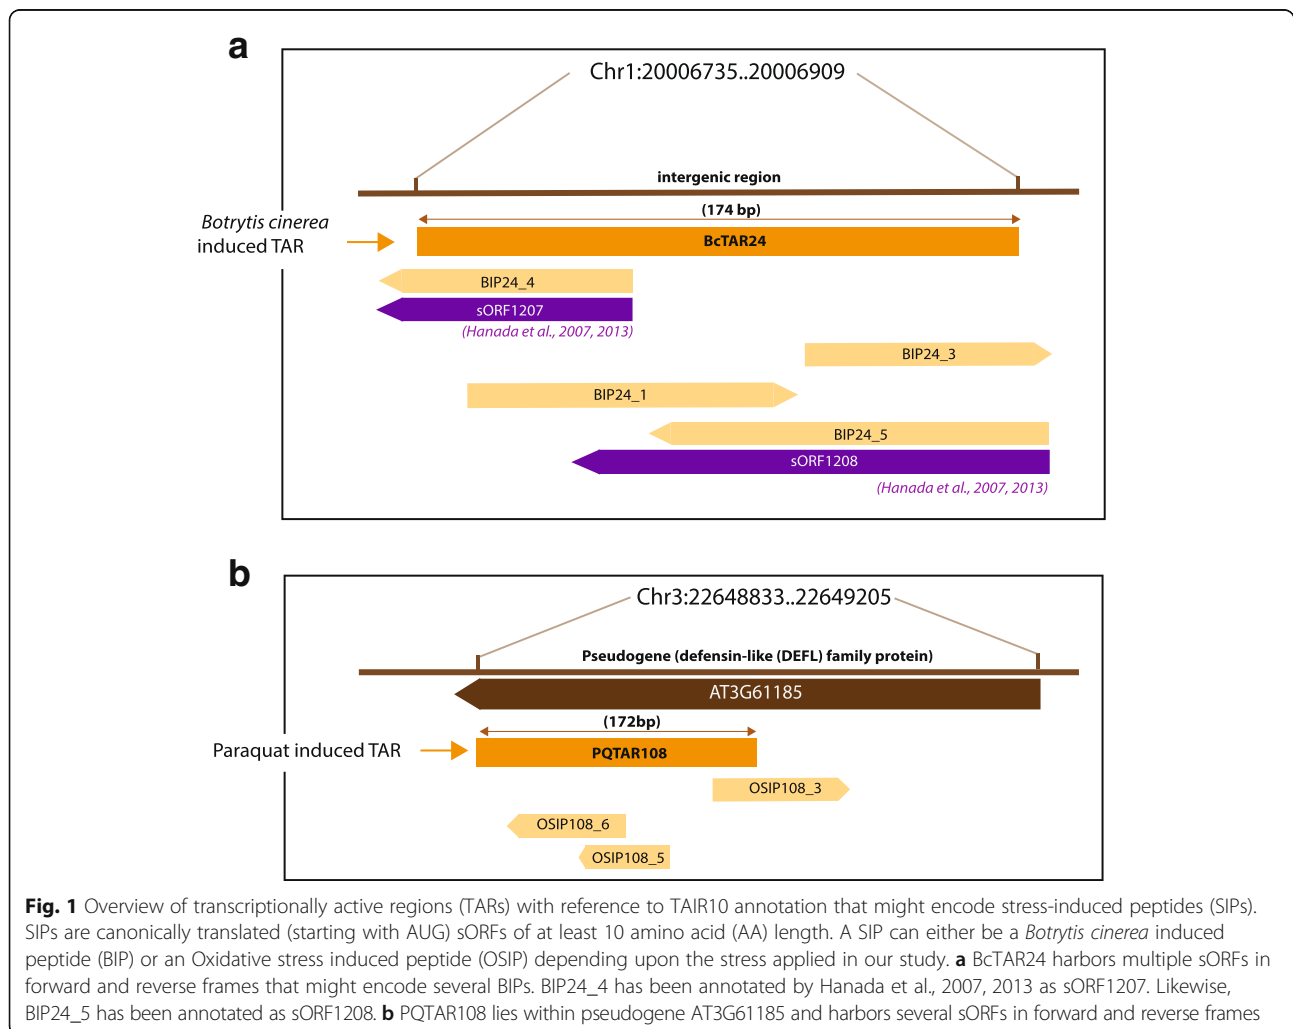 a
Chr1:20006735..20006909
intergenic region
(174 bp)
Botrytis cinerea
induced TAR
BcTAR24
BIP24_4
sORF1207
(Hanada et al., 2007, 2013)
BIP24_3
BIP24_1
BIP24_5
sORF1208
(Hanada et al., 2007, 2013)
b
Chr3:22648833..22649205
Pseudogene (defensin-like (DEFL) family protein)
AT3G61185
(172bp)
Paraquat induced TAR
PQTAR108
OSIP108_3
OSIP108_6
OSIP108_5
Fig. 1 Overview of transcriptionally active regions (TARs) with reference to TAIR10 annotation that might encode stress-induced peptides (SIPs).
SIPs are canonically translated (starting with AUG) sORFs of at least 10 amino acid (AA) length. A SIP can either be a Botrytis cinerea induced
peptide (BIP) or an Oxidative stress induced peptide (OSIP) depending upon the stress applied in our study. a BcTAR24 harbors multiple sORFs in
forward and reverse frames that might encode several BIPs. BIP24_4 has been annotated by Hanada et al., 2007, 2013 as sORF1207. Likewise,
BIP24_5 has been annotated as sORF1208. b PQTAR108 lies within pseudogene AT3G61185 and harbors several sORFs in forward and reverse frames